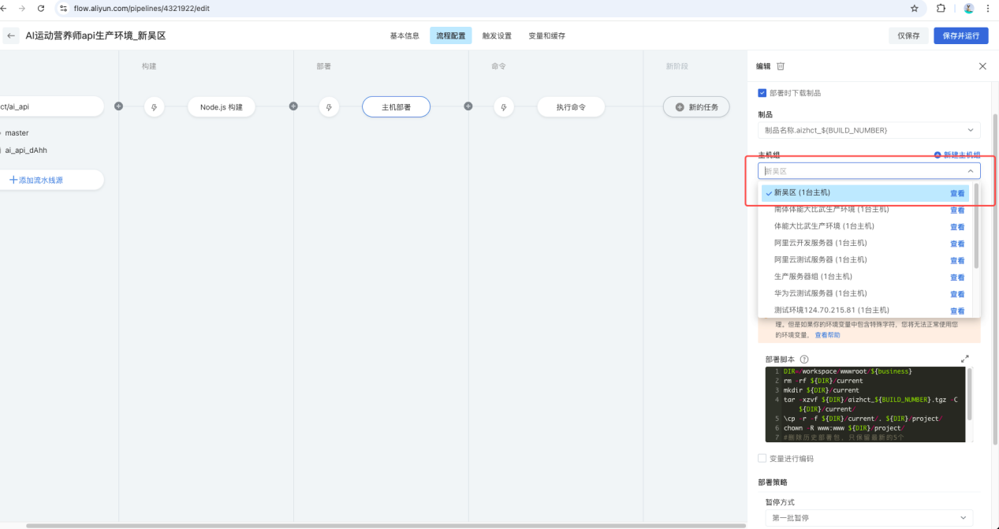 flow.aliyun.com/pipelines/4321922/edit
AI运动营养师api生产环境_新吴区
基本信息
流程配置
触发设置
变量和缓存
仅保存
保存并运行
构建
部署
命令
新阶段
ct/ai_api
Node.js 构建
主机部署
执行命令
新的任务
master
ai_api_dAhh
添加流水线源
编辑
部署时下载制品
制品
制品名称.aizhct_${BUILD_NUMBER}
主机组
新建主机组
新吴区
新吴区 (1台主机) 查看
南体体能大比武生产环境 (1台主机) 查看
体能大比武生产环境 (1台主机) 查看
阿里云开发服务器 (1台主机) 查看
阿里云测试服务器 (1台主机) 查看
生产服务器组 (1台主机) 查看
华为云测试服务器 (1台主机) 查看
测试环境124.70.215.81 (1台主机) 查看
理。但是如果你的环境变量中包含特殊字符，您将无法正常使用您
的环境变量， 查看帮助
部署脚本
1 DIR=/workspace/wwwroot/${business}
2 rm -rf ${DIR}/current
3 mkdir ${DIR}/current
4 tar -xzvf ${DIR}/aizhct_${BUILD_NUMBER}.tgz -C
${DIR}/current/
5 \cp -r -f ${DIR}/current/. ${DIR}/project/
6 chown -R www:www ${DIR}/project/
7 #删除历史部署包，只保留最新的5个
变量进行编码
部署策略
暂停方式
第一批暂停